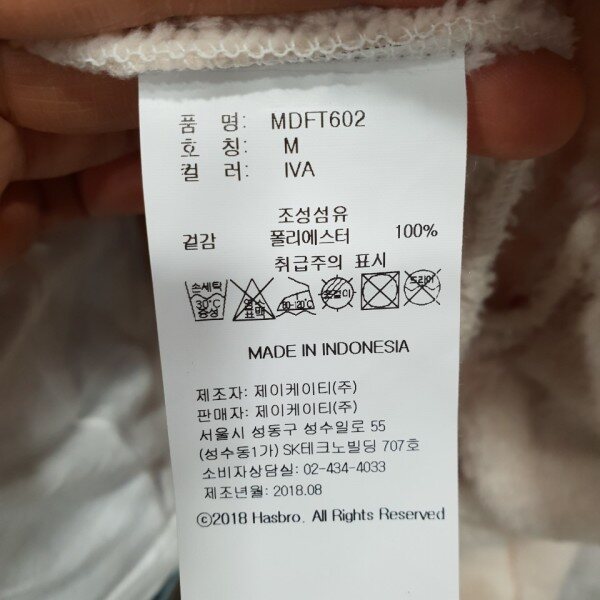 품 명: MDFT602
호 칭: M
컬 러: IVA
조성섬유
겉감 폴리에스터 100%
취급주의 표시
손세탁 30℃ 중성 염소 표백 드라이
MADE IN INDONESIA
제조자: 제이케이티(주)
판매자: 제이케이티(주)
서울시 성동구 성수일로 55
(성수동1가) SK테크노빌딩 707호
소비자상담실: 02-434-4033
제조년월: 2018.08
©2018 Hasbro. All Rights Reserved